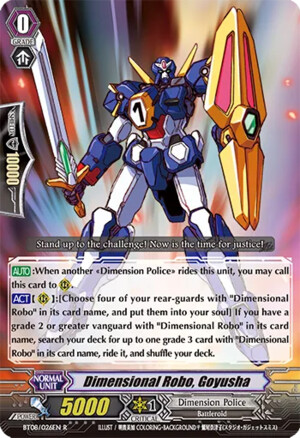 0
GRADE
7
10000
SHIELD
Stand up to the challenge! Now is the time for justice!
AUTO:When another «Dimension Police» rides this unit, you may call
this card to R.
ACT[V]:[Choose four of your rear-guards with "Dimensional
Robo" in its card name, and put them into your soul] If you have a
grade 2 or greater vanguard with "Dimensional Robo" in its card
name, search your deck for up to one grade 3 card with "Dimensional
Robo" in its card name, ride it, and shuffle your deck.
NORMAL
UNIT
Dimensional Robo, Goyusha
POWER
5000
1
CRITICAL
Dimension Police
Battleroid
BT08/026EN R